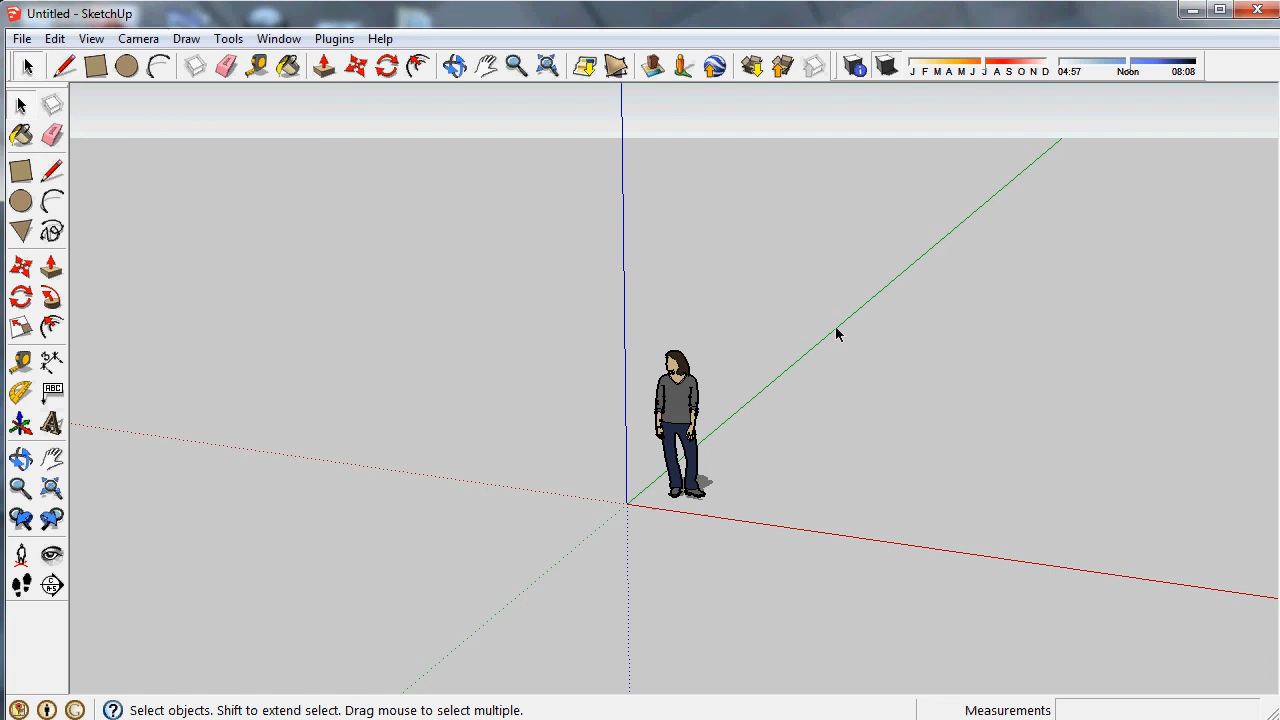 Untitled - SketchUp
File Edit View Camera Draw Tools Window Plugins Help
J F M A M J J A S O N D 04:57 Noon 08:08
ABC
Select objects. Shift to extend select. Drag mouse to select multiple. Measurements